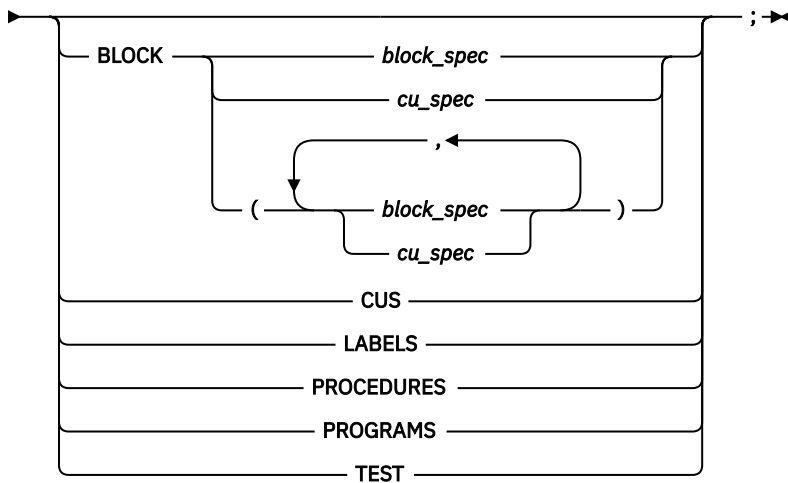 ;
BLOCK block_spec
cu_spec
,
( block_spec )
cu_spec
CUS
LABELS
PROCEDURES
PROGRAMS
TEST